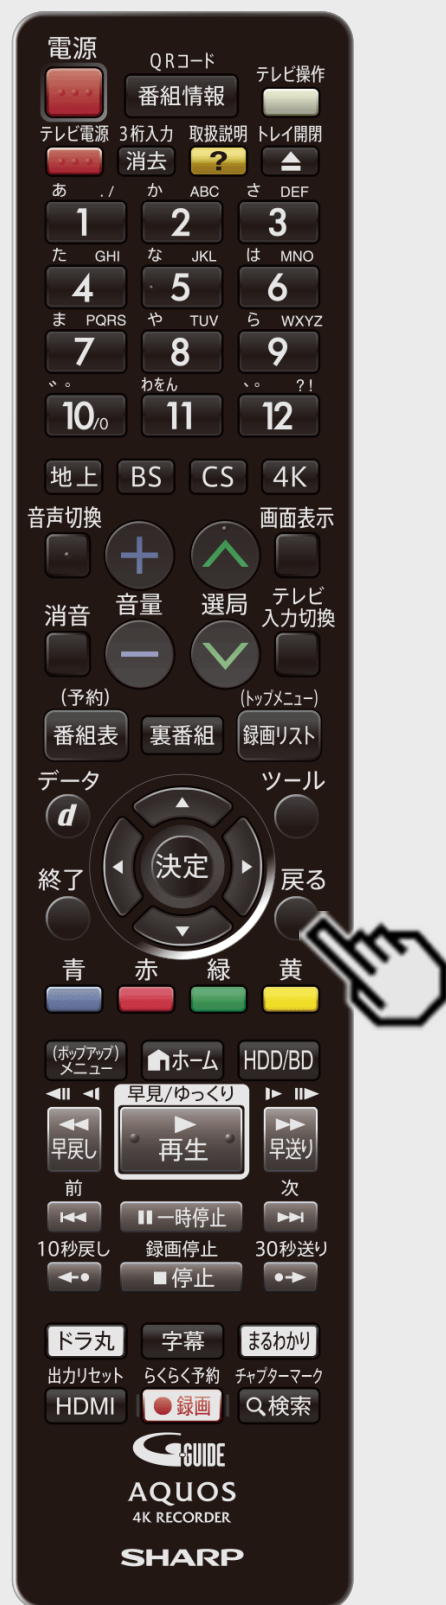 電源
QRコード
番組情報
テレビ操作
テレビ電源 3桁入力 取扱説明 トレイ開閉
消去 ?
あ ./ か ABC さ DEF
1 2 3
た GHI な JKL は MNO
4 5 6
ま PQRS や TUV ら WXYZ
7 8 9
゛゜ わをん 、。 ?!
10/0 11 12
地上 BS CS 4K
音声切換 画面表示
+
消音 音量 選局 テレビ
入力切換
−
(予約) (トップメニュー)
番組表 裏番組 録画リスト
データ ツール
d
決定
終了 戻る
青 赤 緑 黄
(ポップアップ)
メニュー ホーム HDD/BD
早見/ゆっくり
早戻し 再生 早送り
前 次
一時停止
10秒戻し 録画停止 30秒送り
停止
ドラ丸 字幕 まるわかり
出力リセット らくらく予約 チャプターマーク
HDMI 録画 検索
G-GUIDE
AQUOS
4K RECORDER
SHARP